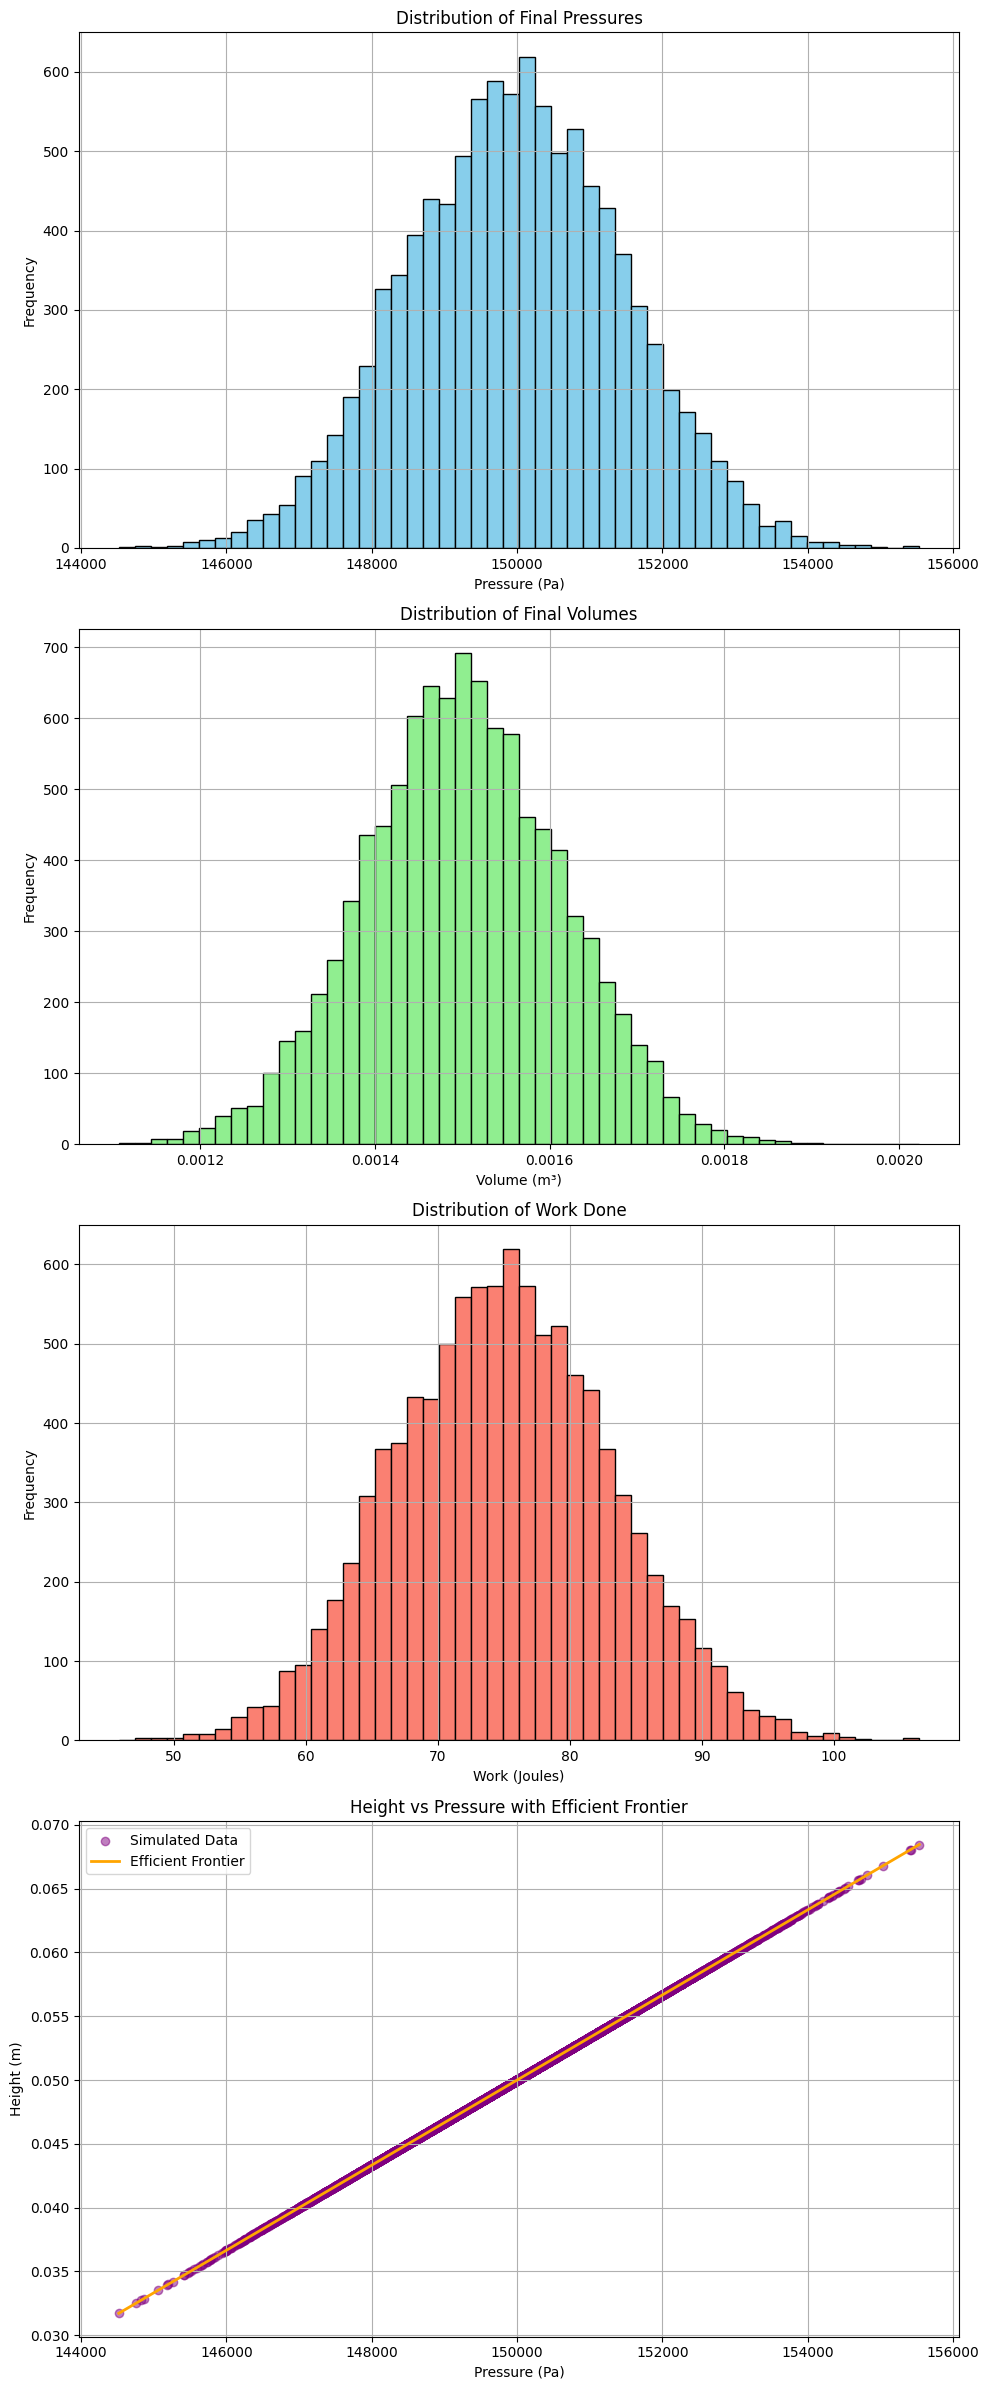 Distribution of Final Pressures
Frequency
600
500
400
300
200
100
0
144000 146000 148000 150000 152000 154000 156000
Pressure (Pa)
Distribution of Final Volumes
Frequency
700
600
500
400
300
200
100
0
0.0012 0.0014 0.0016 0.0018 0.0020
Volume (m³)
Distribution of Work Done
Frequency
600
500
400
300
200
100
0
50 60 70 80 90 100
Work (Joules)
Height vs Pressure with Efficient Frontier
Simulated Data
Efficient Frontier
Height (m)
0.070
0.065
0.060
0.055
0.050
0.045
0.040
0.035
0.030
144000 146000 148000 150000 152000 154000 156000
Pressure (Pa)